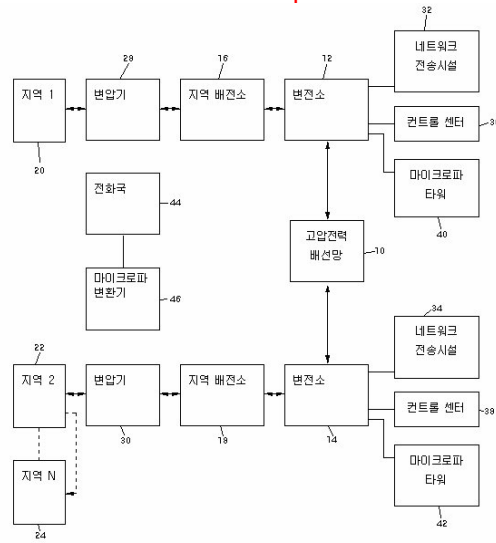 32
28
16
12
네트워크
전송시설
지역 1
변압기
지역 배전소
변전소
컨트롤 센터
20
마이크로파
타워
전화국
44
40
고압전력
배선망
10
마이크로파
변환기
46
34
22
네트워크
전송시설
지역 2
변압기
지역 배전소
변전소
컨트롤 센터
38
30
18
14
마이크로파
타워
지역 N
42
24